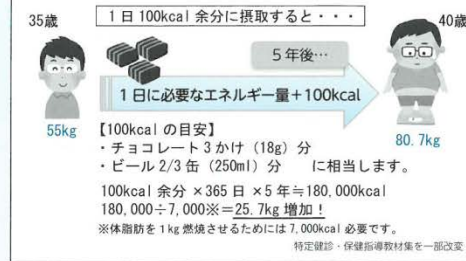 35歳
1日100kcal余分に摂取すると・・・
40歳
5年後…
1日に必要なエネルギー量+100kcal
55kg
80.7kg
【100kcalの目安】
・チョコレート3かけ(18g)分
・ビール2/3缶(250ml)分 に相当します。
100kcal余分×365日×5年≒180,000kcal
180,000÷7,000※=25.7kg増加!
※体脂肪を1kg燃焼させるためには7,000kcal必要です。
特定健診・保健指導教材集を一部改変